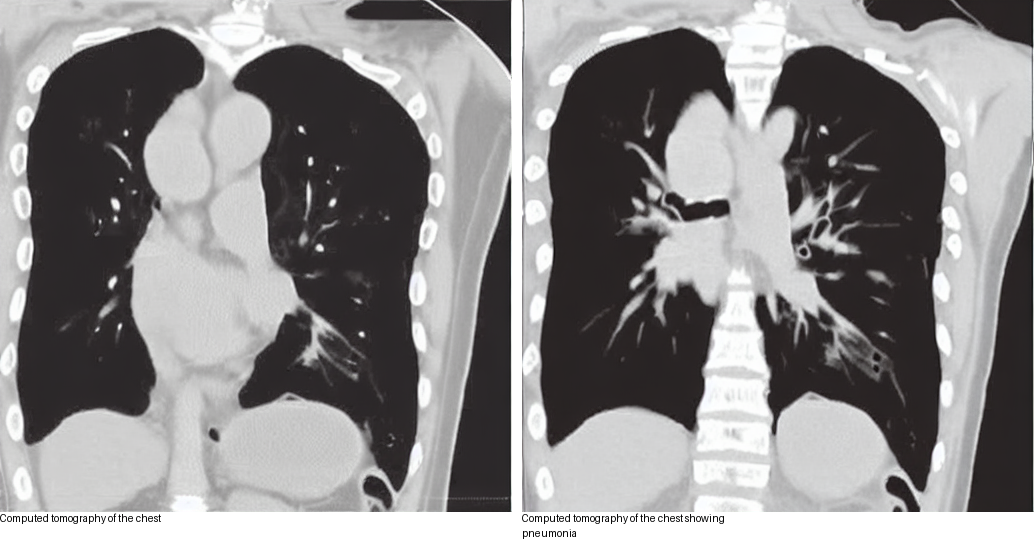 Computed tomography of the chest
Computed tomography of the chest showing
pneumonia